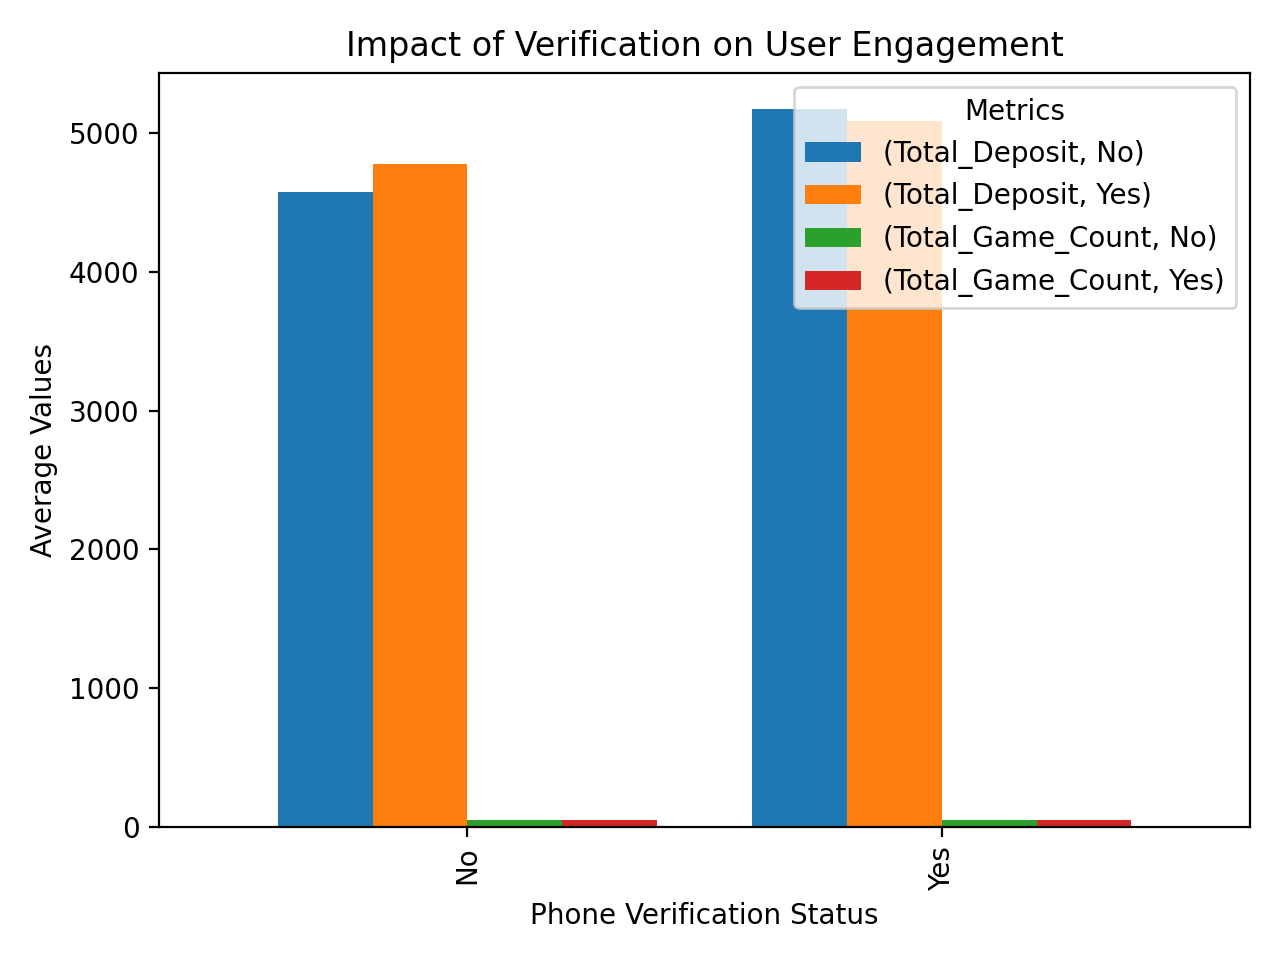 Impact of Verification on User Engagement
Metrics
(Total_Deposit, No)
(Total_Deposit, Yes)
(Total_Game_Count, No)
(Total_Game_Count, Yes)
Average Values
5000
4000
3000
2000
1000
0
No
Yes
Phone Verification Status